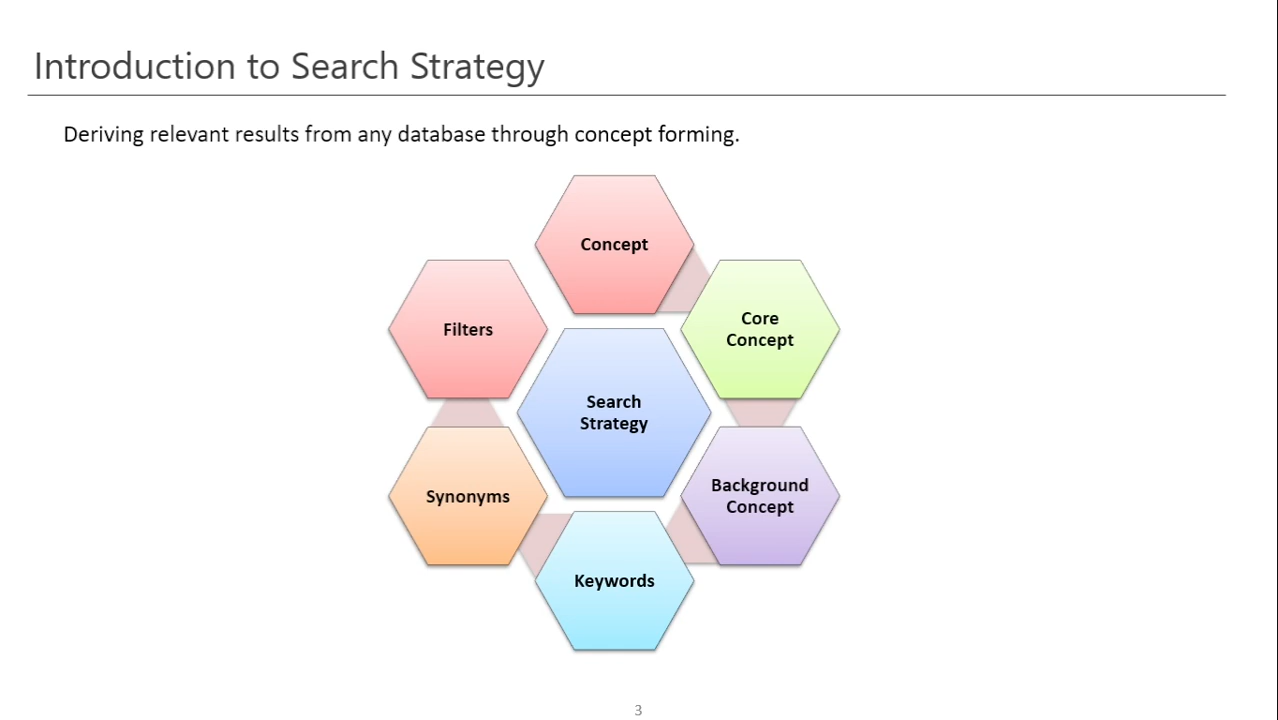 Introduction to Search Strategy
Deriving relevant results from any database through concept forming.
Concept
Core
Concept
Background
Concept
Keywords
Synonyms
Filters
Search
Strategy
3